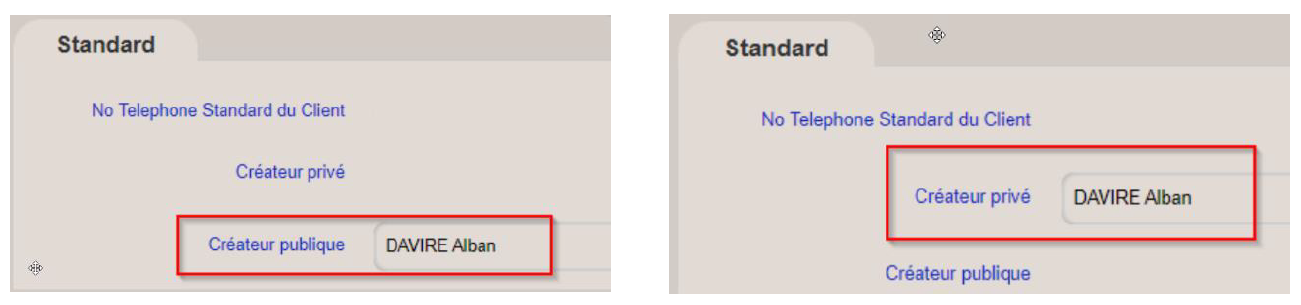 Standard
No Telephone Standard du Client
Créateur privé
Créateur publique DAVIRE Alban
Standard
No Telephone Standard du Client
Créateur privé DAVIRE Alban
Créateur publique